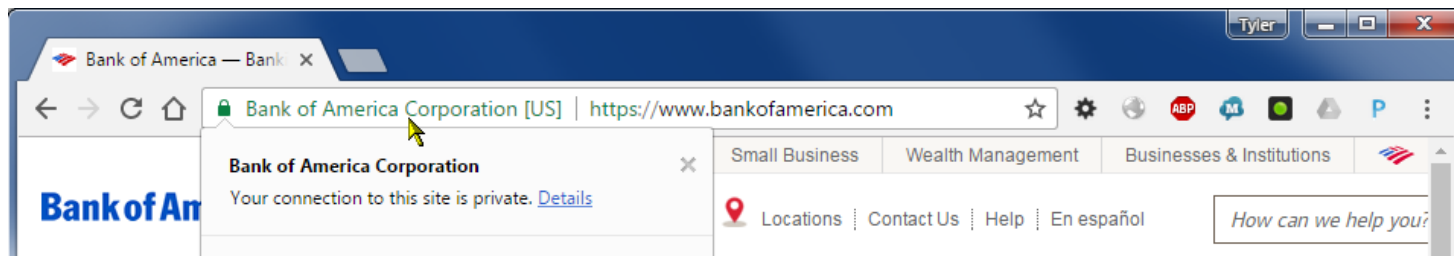 Tyler
Bank of America — Bank
Bank of America Corporation [US] https://www.bankofamerica.com
ABP
M
P
Bank of America Corporation
Your connection to this site is private. Details
Small Business Wealth Management Businesses & Institutions
Bank of Am
Locations Contact Us Help En español
How can we help you?